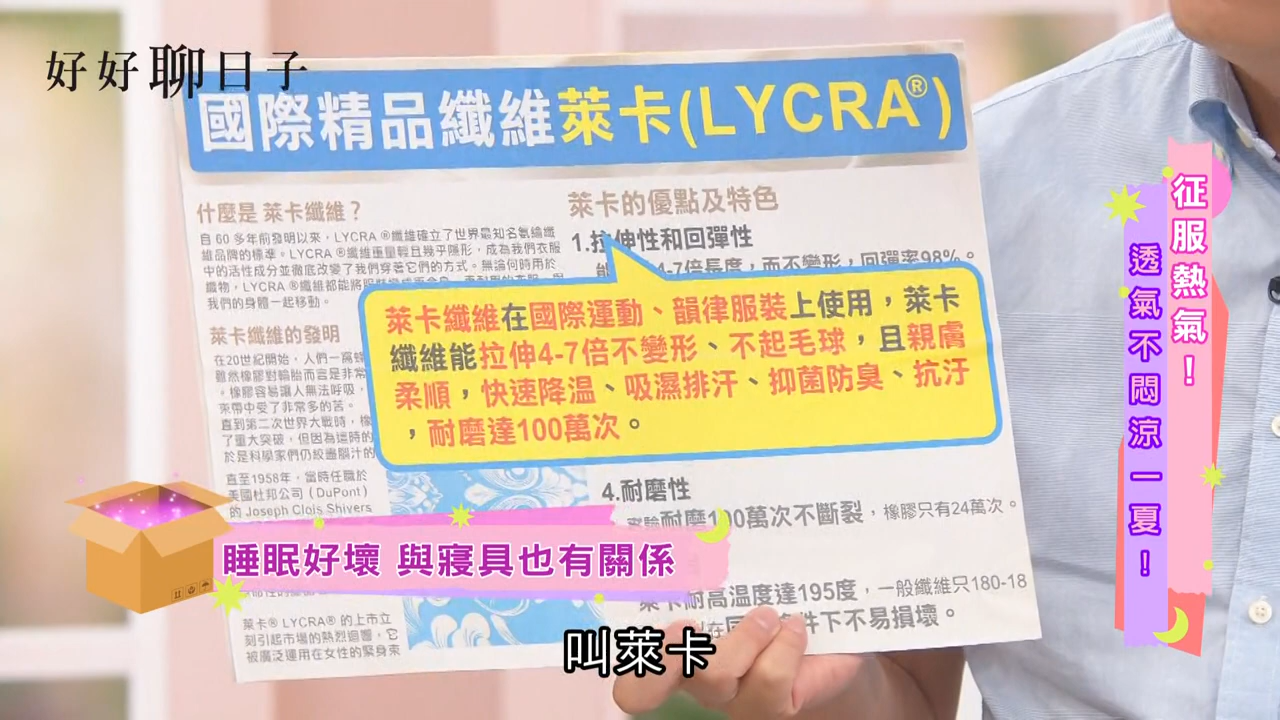 好好聊日子
國際精品纖維萊卡(LYCRA®)
什麼是 萊卡纖維？
自 60 多年前發明以來，LYCRA ®纖維確立了世界最知名氨綸纖
維品牌的標準。LYCRA ®纖維重量輕且幾乎隱形，成為我們衣服
中的活性成分並徹底改變了我們穿著它們的方式。無論何時用於
織物，LYCRA ®纖維都能將
我們的身體一起移動。
萊卡纖維的發明
在20世紀開始，人們一窩蜂
雖然橡膠對輪胎而言是非常
。橡膠容易讓人無法呼吸，
束帶中受了非常多的苦。
直到第二次世界大戰時，橡
了重大突破，但因為當時的
於是科學家們仍絞盡腦汁的
直至1958年，當時任職於
美國杜邦公司（DuPont）
的 Joseph Clois Shivers
萊卡® LYCRA® 的上市立
刻引起市場的熱烈迴響，它
被廣泛運用在女性的緊身束
萊卡的優點及特色
1.拉伸性和回彈性
4-7倍長度，而不變形，回彈率98%。
萊卡纖維在國際運動、韻律服裝上使用，萊卡
纖維能拉伸4-7倍不變形、不起毛球，且親膚
柔順，快速降溫、吸濕排汗、抑菌防臭、抗汙
，耐磨達100萬次。
4.耐磨性
實驗耐磨100萬次不斷裂，橡膠只有24萬次。
萊卡耐高溫度達195度，一般纖維只180-18
件下不易損壞。
征服熱氣！
透氣不悶涼一夏！
睡眠好壞 與寢具也有關係
叫萊卡